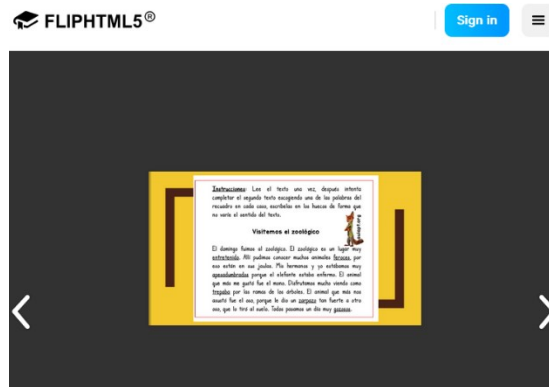 FLIPHTML5®
Sign in
Instrucciones: Lee el texto una vez, después intenta
completar el segundo texto escogiendo una de las palabras del
recuadro en cada caso, escríbelas en los huecos de forma que
no varíe el sentido del texto.
Visitamos el zoológico
El domingo fuimos al zoológico. El zoológico es un lugar muy
entretenido. Allí pudimos conocer muchos animales feroces, por
eso están en sus jaulas. Mis hermanos y yo estábamos muy
apesadumbrados porque el elefante estaba enfermo. El animal
que más me gustó fue el mono. Disfrutamos mucho viendo como
trepaba por las ramas de los árboles. El animal que más nos
asustó fue el oso, porque le dio un zarpazo tan fuerte a otro
oso, que lo tiró al suelo. Todos pasamos un día muy gozosos.